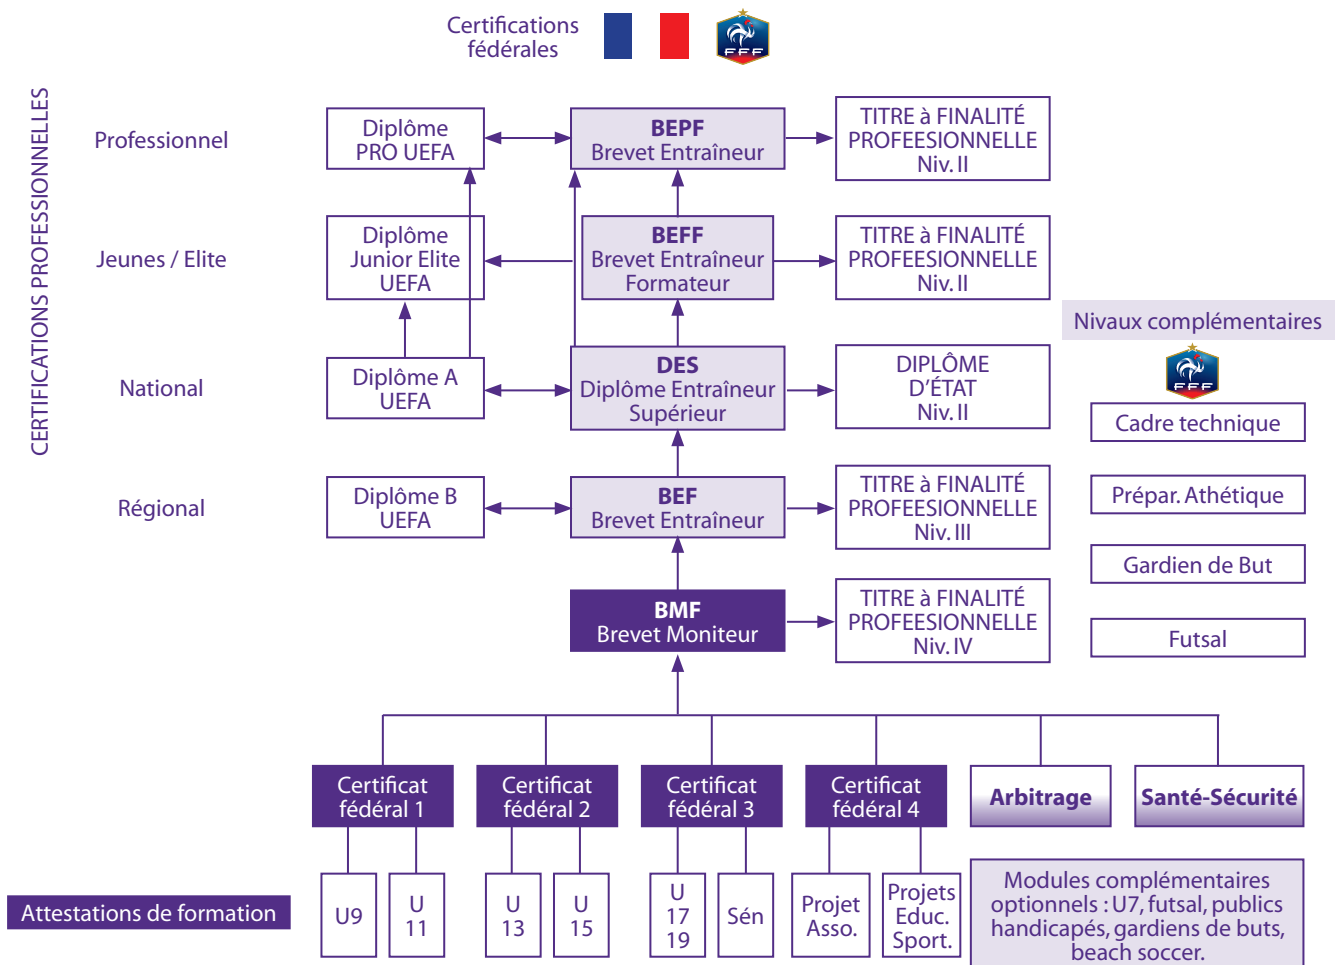 Certifications
fédérales
FFF
CERTIFICATIONS PROFESSIONNELLES
Professionnel
Diplôme
PRO UEFA
BEPF
Brevet Entraîneur
TITRE à FINALITÉ
PROFEESIONNELLE
Niv. II
Jeunes / Elite
Diplôme
Junior Elite
UEFA
BEFF
Brevet Entraîneur
Formateur
TITRE à FINALITÉ
PROFEESIONNELLE
Niv. II
Nivaux complémentaires
FFF
National
Diplôme A
UEFA
DES
Diplôme Entraîneur
Supérieur
DIPLÔME
D'ÉTAT
Niv. II
Cadre technique
Régional
Diplôme B
UEFA
BEF
Brevet Entraîneur
TITRE à FINALITÉ
PROFEESIONNELLE
Niv. III
Prépar. Athétique
Gardien de But
BMF
Brevet Moniteur
TITRE à FINALITÉ
PROFEESIONNELLE
Niv. IV
Futsal
Certificat
fédéral 1
Certificat
fédéral 2
Certificat
fédéral 3
Certificat
fédéral 4
Arbitrage
Santé-Sécurité
Attestations de formation
U9
U
11
U
13
U
15
U
17
19
Sén
Projet
Asso.
Projets
Educ.
Sport.
Modules complémentaires
optionnels : U7, futsal, publics
handicapés, gardiens de buts,
beach soccer.